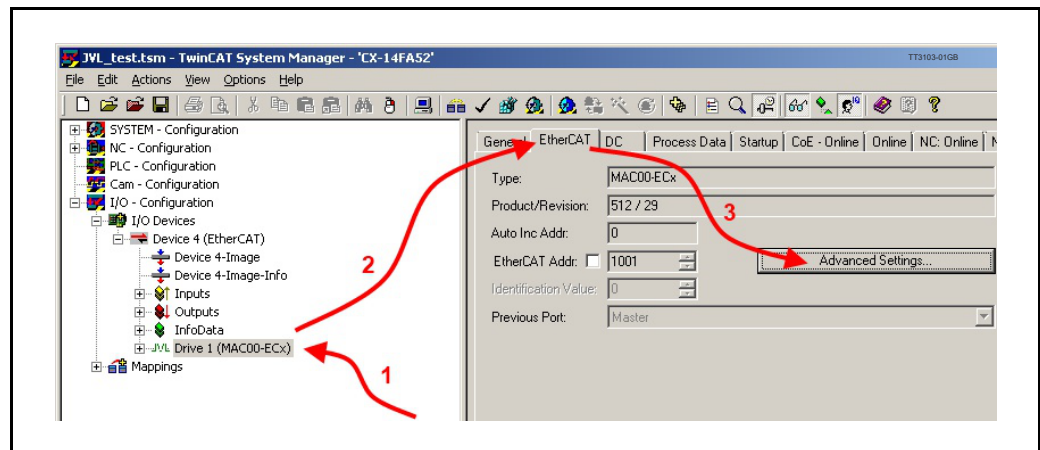 JVL_test.tsm - TwinCAT System Manager - 'CX-14FA52'
TT3103-01GB
File Edit Actions View Options Help
SYSTEM - Configuration
NC - Configuration
PLC - Configuration
Cam - Configuration
I/O - Configuration
I/O Devices
Device 4 (EtherCAT)
Device 4-Image
Device 4-Image-Info
Inputs
Outputs
InfoData
JVL Drive 1 (MAC00-ECx)
Mappings
1
2
General EtherCAT DC Process Data Startup CoE - Online Online NC: Online N
Type: MAC00-ECx
Product/Revision: 512 / 29
3
Auto Inc Addr: 0
EtherCAT Addr: 1001 Advanced Settings...
Identification Value: 0
Previous Port: Master